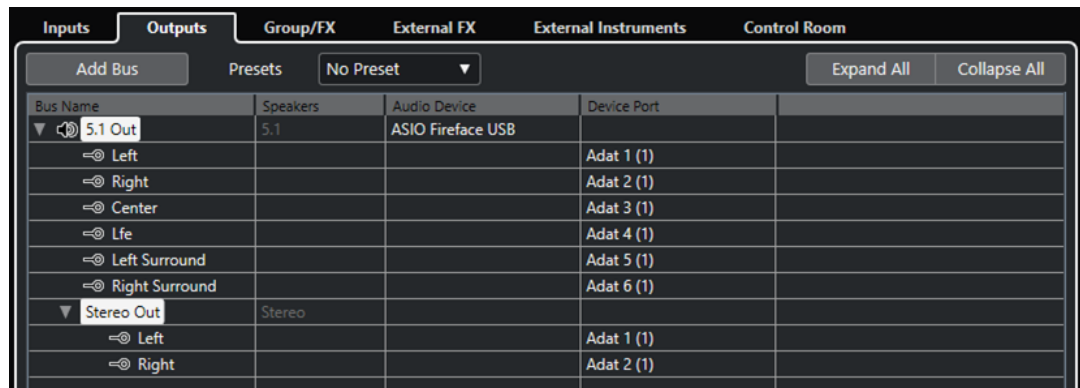 Inputs Outputs Group/FX External FX External Instruments Control Room
Add Bus Presets No Preset Expand All Collapse All
Bus Name Speakers Audio Device Device Port
5.1 Out 5.1 ASIO Fireface USB
Left Adat 1 (1)
Right Adat 2 (1)
Center Adat 3 (1)
Lfe Adat 4 (1)
Left Surround Adat 5 (1)
Right Surround Adat 6 (1)
Stereo Out Stereo
Left Adat 1 (1)
Right Adat 2 (1)